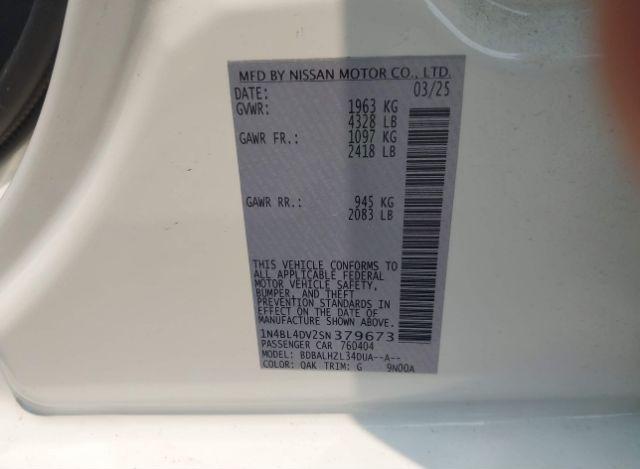 MFD BY NISSAN MOTOR CO., LTD.
DATE: 03/25
GVWR: 1963 KG
4328 LB
GAWR FR.: 1097 KG
2418 LB
GAWR RR.: 945 KG
2083 LB
THIS VEHICLE CONFORMS TO
ALL APPLICABLE FEDERAL
MOTOR VEHICLE SAFETY,
BUMPER, AND THEFT
PREVENTION STANDARDS IN
EFFECT ON THE DATE OF
MANUFACTURE SHOWN ABOVE.
1N4BL4DV2SN379673
PASSENGER CAR 760404
MODEL: BDBALHZL34DUA--A--
COLOR: QAK TRIM: G 9N00A